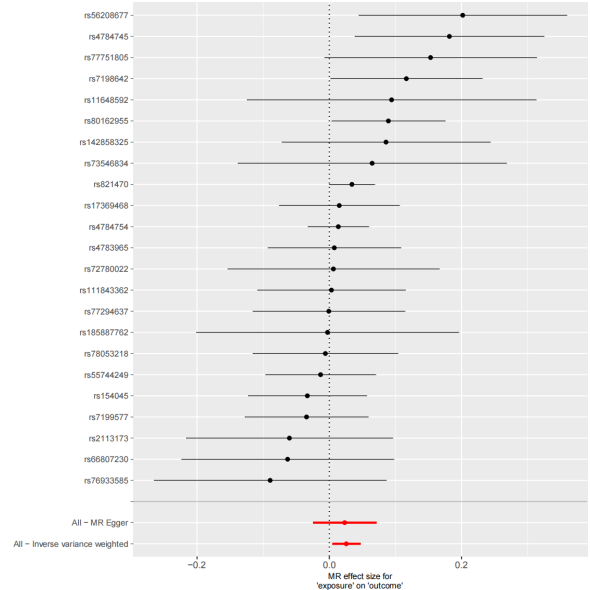 rs56208677
rs4784745
rs77751805
rs7198642
rs11648592
rs80162955
rs142858325
rs73546834
rs821470
rs17369468
rs4784754
rs4783965
rs72780022
rs111843362
rs77294637
rs185887762
rs78053218
rs55744249
rs154045
rs7199577
rs2113173
rs66807230
rs76933585
All − MR Egger
All − Inverse variance weighted
−0.2 0.0 0.2
MR effect size for
'exposure' on 'outcome'